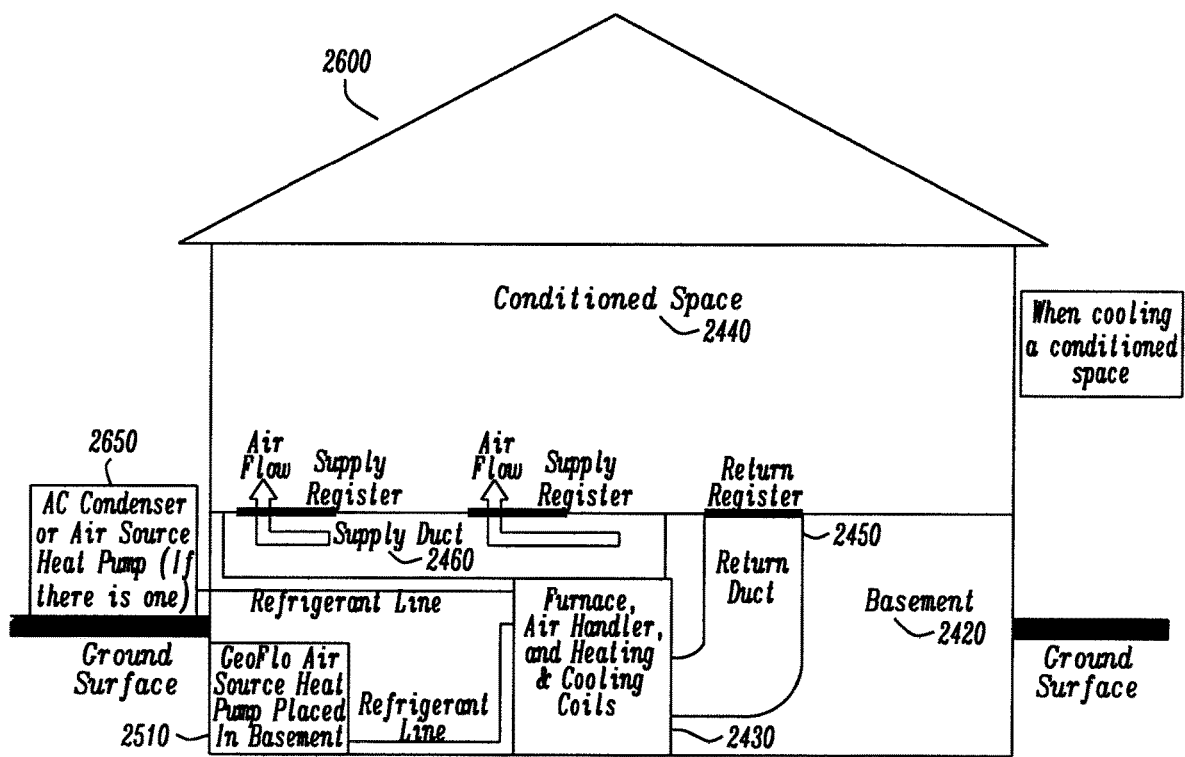 2600
Conditioned Space
2440
When cooling
a conditioned
space
2650
AC Condenser
or Air Source
Heat Pump (If
there is one)
Air
Flow
Supply
Register
Air
Flow
Supply
Register
Return
Register
2450
Supply Duct
2460
Return
Duct
Refrigerant Line
Furnace,
Air Handler,
and Heating
& Cooling
Coils
Basement
2420
Ground
Surface
GeoFlo Air
Source Heat
Pump Placed
In Basement
2510
Refrigerant
Line
2430
Ground
Surface